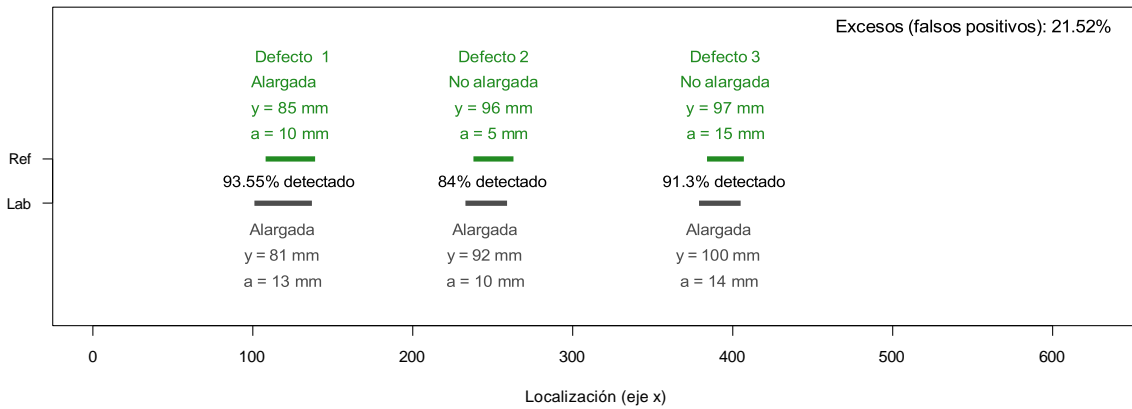 Excesos (falsos positivos): 21.52%
Defecto 1 Defecto 2 Defecto 3
Alargada No alargada No alargada
y = 85 mm y = 96 mm y = 97 mm
a = 10 mm a = 5 mm a = 15 mm
Ref
93.55% detectado 84% detectado 91.3% detectado
Lab
Alargada Alargada Alargada
y = 81 mm y = 92 mm y = 100 mm
a = 13 mm a = 10 mm a = 14 mm
0 100 200 300 400 500 600
Localización (eje x)